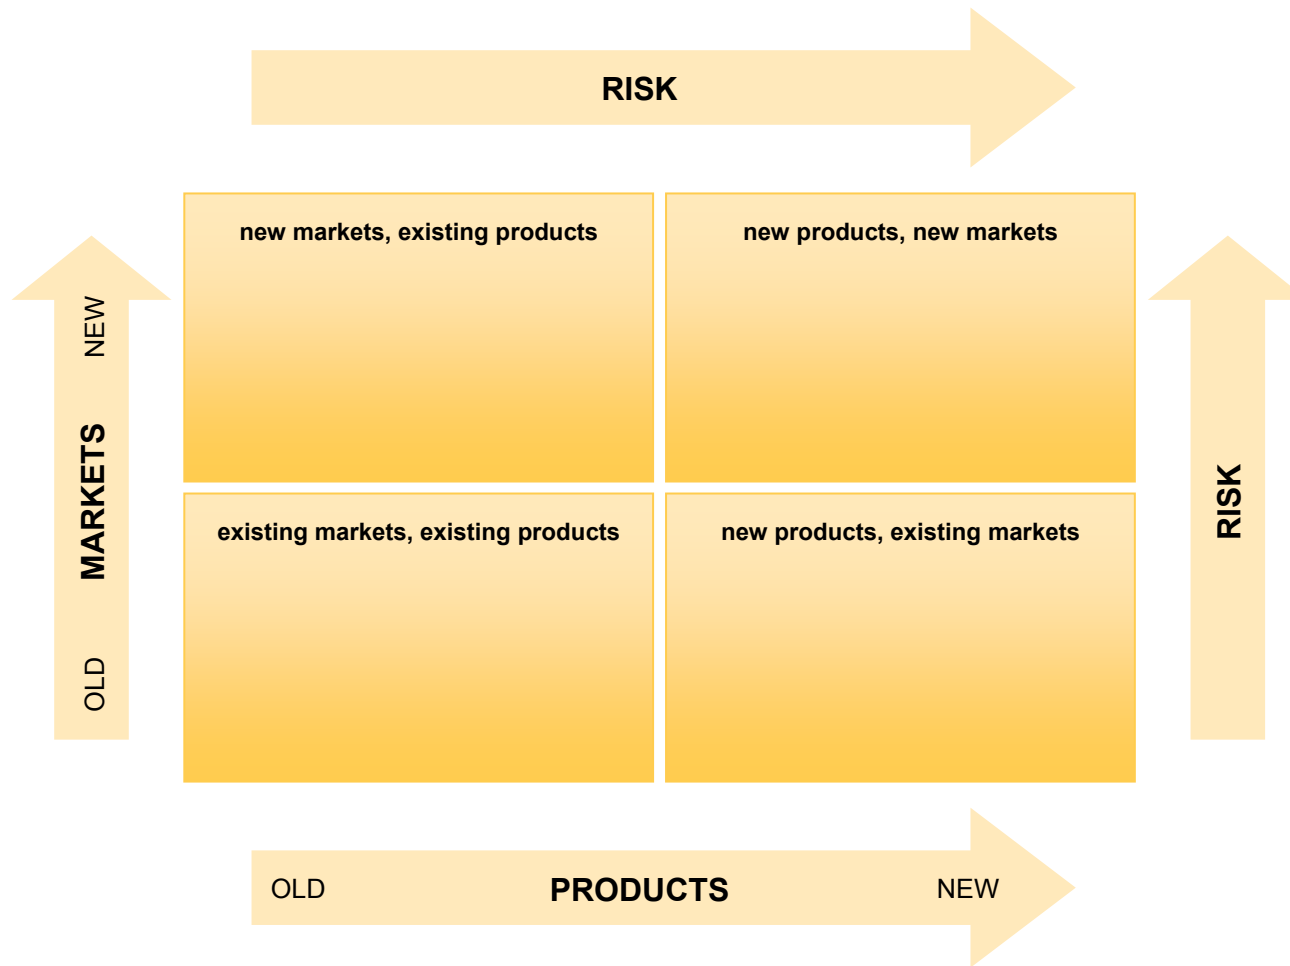 RISK
new markets, existing products
new products, new markets
NEW
MARKETS
OLD
RISK
existing markets, existing products
new products, existing markets
OLD
PRODUCTS
NEW